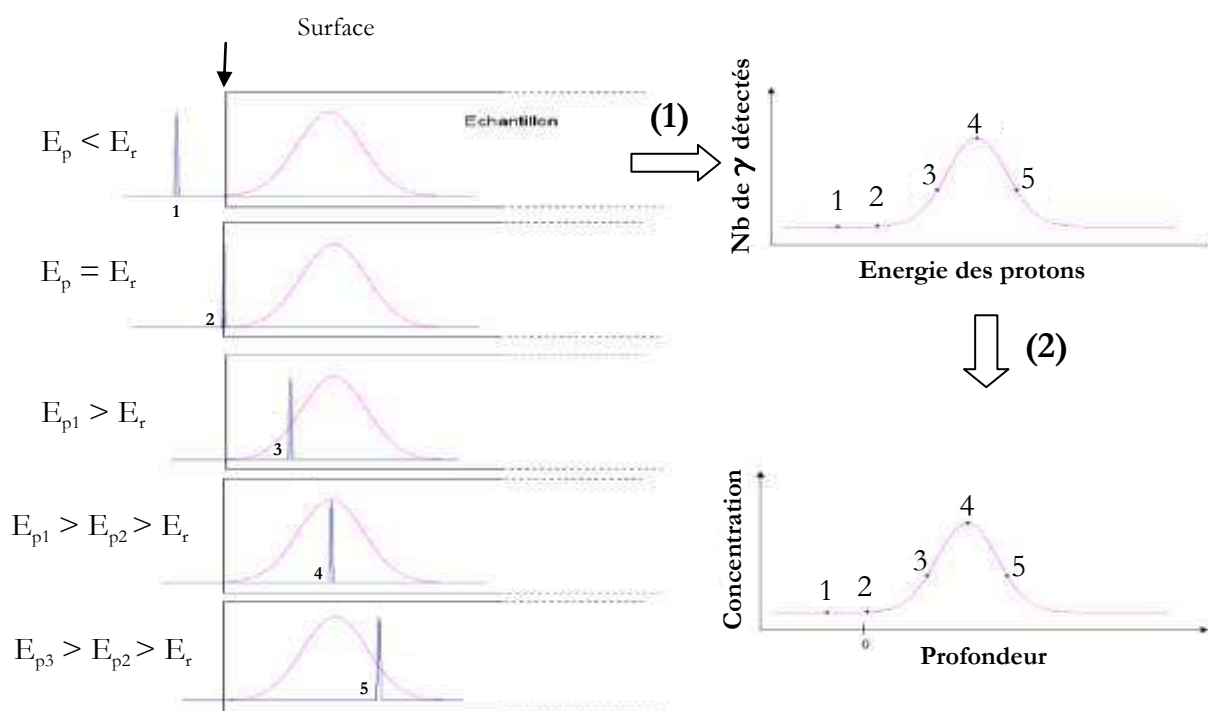 Surface
E_p < E_r
Echantillon
1
E_p = E_r
2
E_p1 > E_r
3
E_p1 > E_p2 > E_r
4
E_p3 > E_p2 > E_r
5
(1)
Nb de γ détectés
1 2 3 4 5
Energie des protons
(2)
Concentration
1 2 3 4 5
0
Profondeur